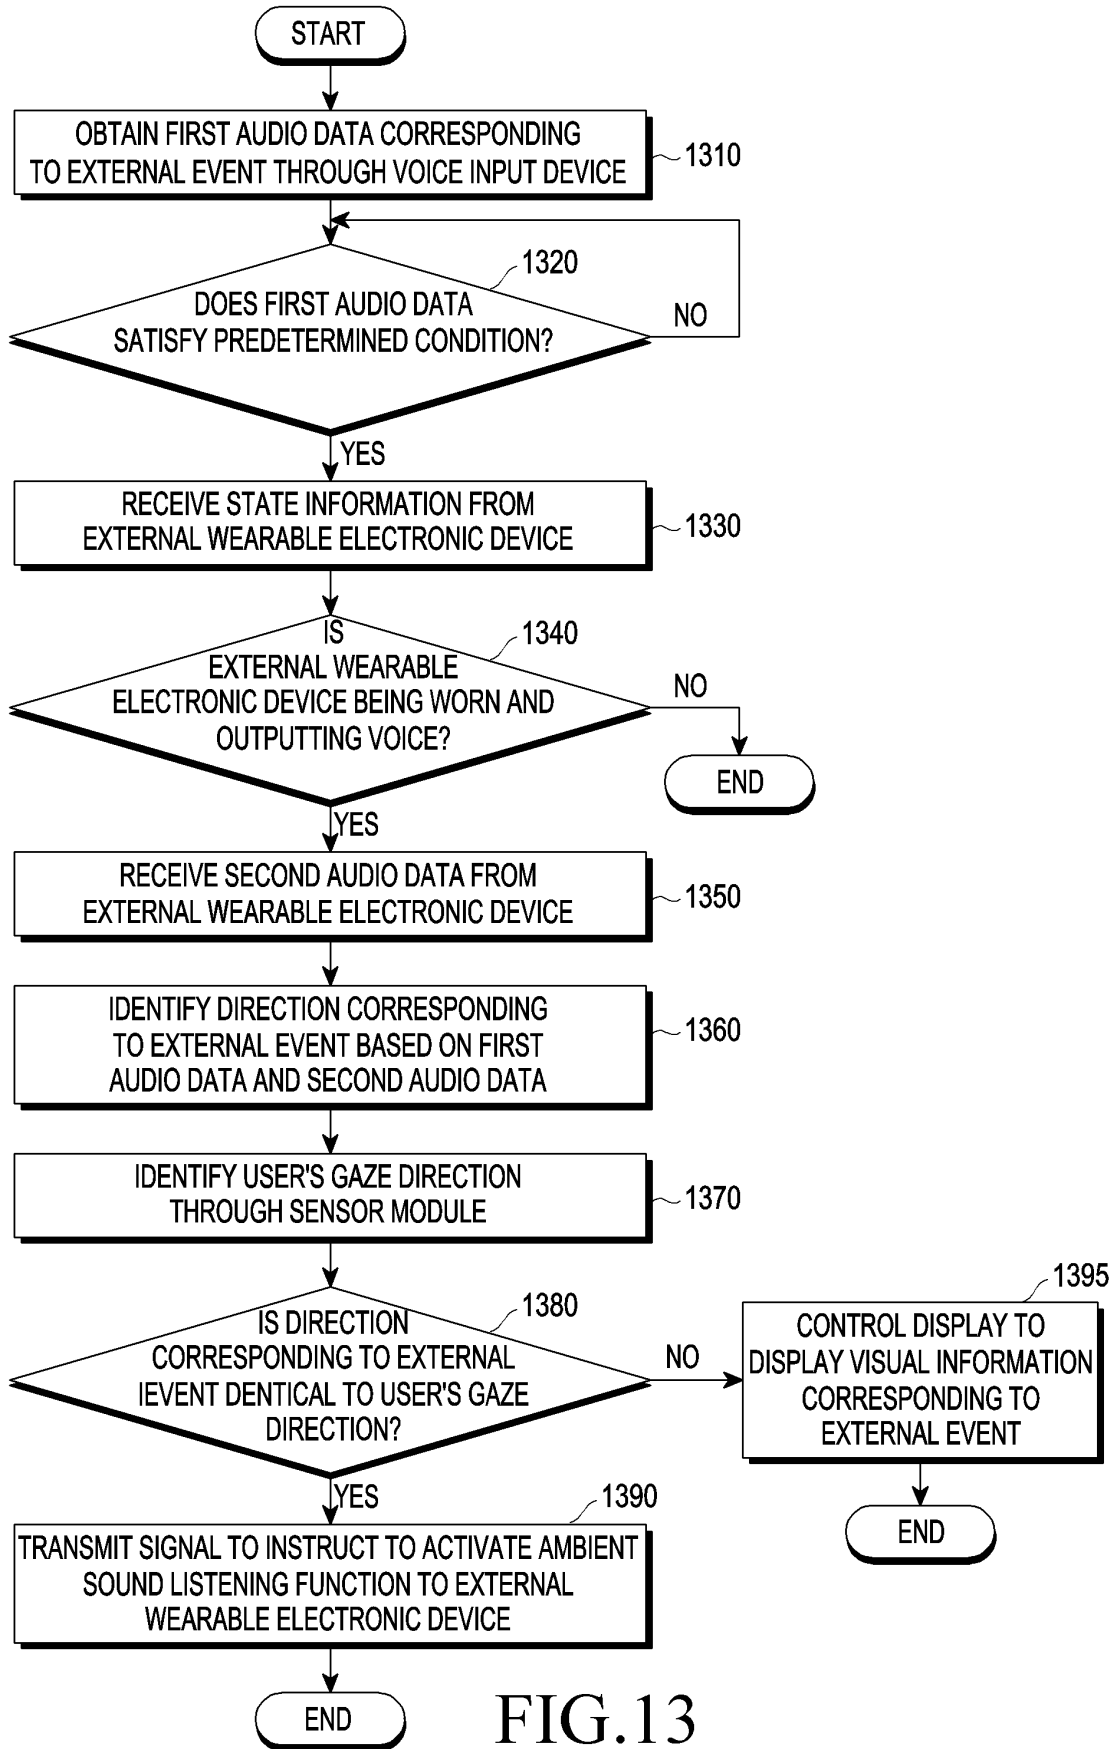 START
OBTAIN FIRST AUDIO DATA CORRESPONDING
TO EXTERNAL EVENT THROUGH VOICE INPUT DEVICE
1310
1320
DOES FIRST AUDIO DATA
SATISFY PREDETERMINED CONDITION?
NO
YES
RECEIVE STATE INFORMATION FROM
EXTERNAL WEARABLE ELECTRONIC DEVICE
1330
1340
IS
EXTERNAL WEARABLE
ELECTRONIC DEVICE BEING WORN AND
OUTPUTTING VOICE?
NO
END
YES
RECEIVE SECOND AUDIO DATA FROM
EXTERNAL WEARABLE ELECTRONIC DEVICE
1350
IDENTIFY DIRECTION CORRESPONDING
TO EXTERNAL EVENT BASED ON FIRST
AUDIO DATA AND SECOND AUDIO DATA
1360
IDENTIFY USER'S GAZE DIRECTION
THROUGH SENSOR MODULE
1370
1380
IS DIRECTION
CORRESPONDING TO EXTERNAL
IEVENT DENTICAL TO USER'S GAZE
DIRECTION?
NO
1395
CONTROL DISPLAY TO
DISPLAY VISUAL INFORMATION
CORRESPONDING TO
EXTERNAL EVENT
END
YES
1390
TRANSMIT SIGNAL TO INSTRUCT TO ACTIVATE AMBIENT
SOUND LISTENING FUNCTION TO EXTERNAL
WEARABLE ELECTRONIC DEVICE
END
FIG.13